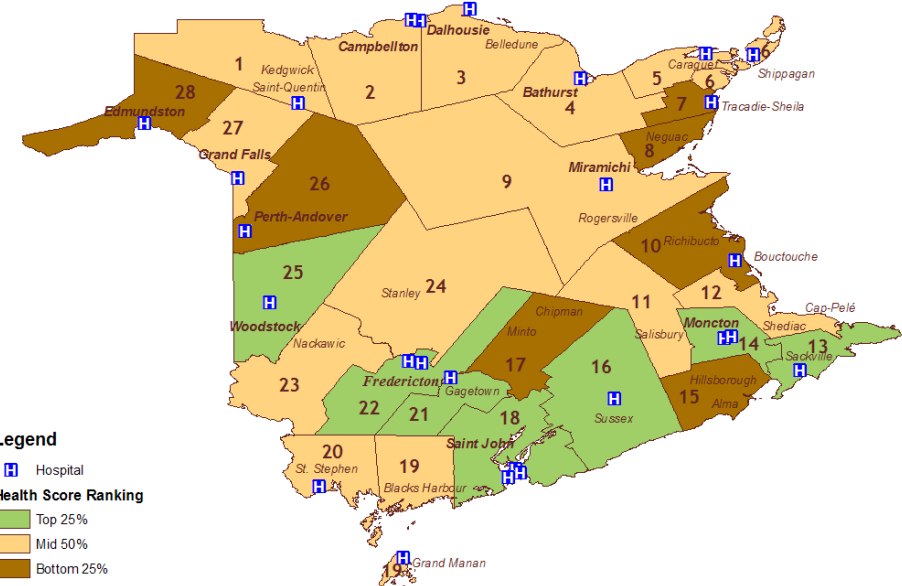 Campbellton
Dalhousie
Belledune
1
Kedgwick
Saint-Quentin
2
3
Bathurst
4
5
Caraquet
6
6
Shippagan
7
Tracadie-Sheila
Neguac
8
28
Edmundston
27
Grand Falls
26
Perth-Andover
9
Miramichi
Rogersville
10
Richibucto
Bouctouche
25
Woodstock
Stanley
24
11
Salisbury
12
Cap-Pelé
Moncton
Shediac
14
13
Sackville
Nackawic
Minto
Chipman
17
16
Sussex
15
Hillsborough
Alma
23
Fredericton
Gagetown
22
21
18
Saint John
20
St. Stephen
19
Blacks Harbour
19
Grand Manan
Legend
H Hospital
Health Score Ranking
Top 25%
Mid 50%
Bottom 25%